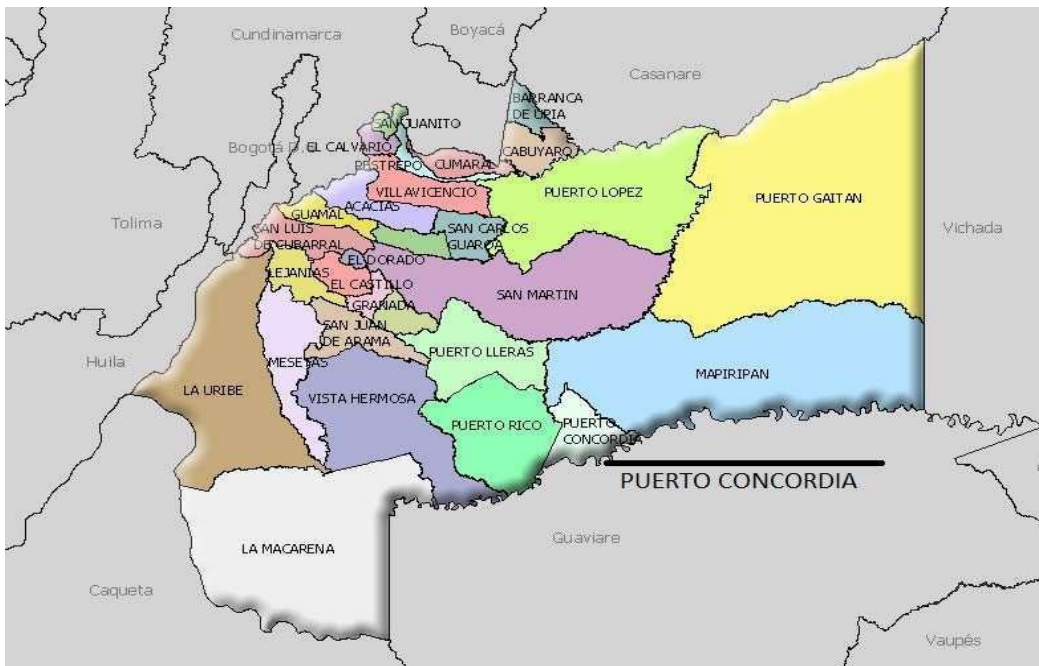 Boyacá
Cundinamarca
Casanare
BARRANCA
DE UPIA
SAN JUANITO
EL CALVARIO
Bogotá D.C
CABUYARO
RESTREPO
CUMARAL
VILLAVICENCIO
PUERTO LOPEZ
PUERTO GAITAN
ACACIAS
GUAMAL
Tolima
SAN LUIS
DE CUBARRAL
SAN CARLOS
GUAROA
Vichada
EL DORADO
LEJANIAS
EL CASTILLO
SAN MARTIN
GRANADA
SAN JUAN
DE ARAMA
PUERTO LLERAS
Huila
MESETAS
MAPIRIPAN
LA URIBE
VISTA HERMOSA
PUERTO RICO
PUERTO
CONCORDIA
PUERTO CONCORDIA
LA MACARENA
Guaviare
Caqueta
Vaupés